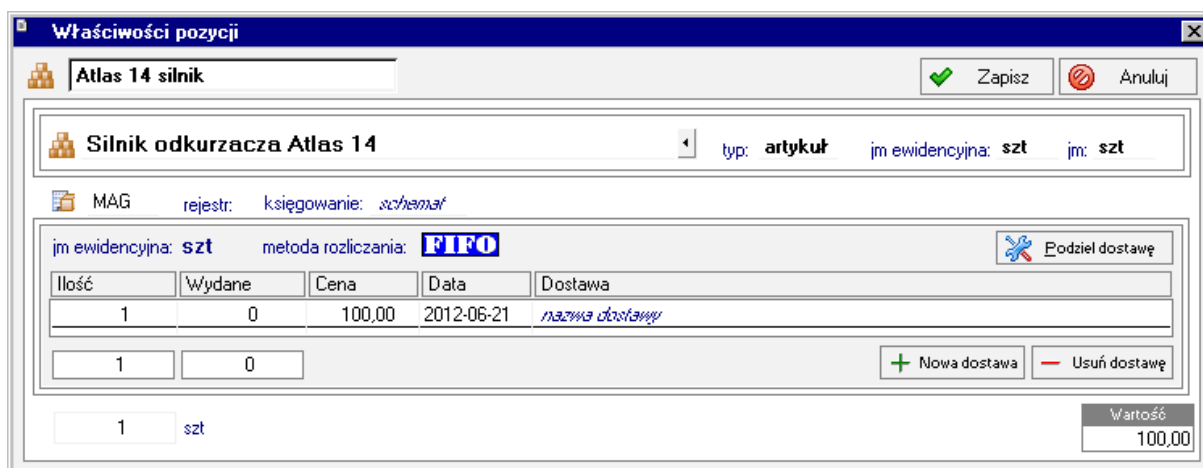 Właściwości pozycji
Atlas 14 silnik Zapisz Anuluj
Silnik odkurzacza Atlas 14 typ: artykuł jm ewidencyjna: szt jm: szt
MAG rejestr: księgowanie: schemat
jm ewidencyjna: szt metoda rozliczania: FIFO Podziel dostawę
Ilość Wydane Cena Data Dostawa
1 0 100,00 2012-06-21 nazwa dostawy
1 0 Nowa dostawa Usuń dostawę
1 szt Wartość
100,00